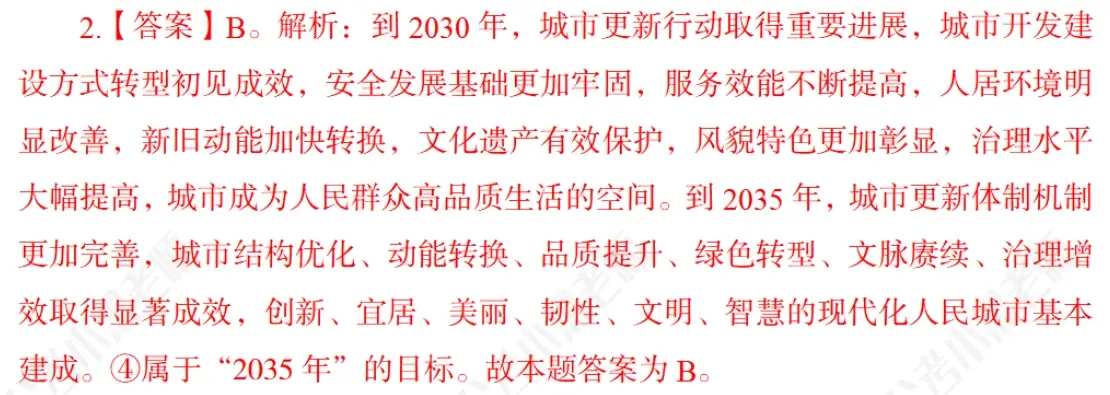 2.【答案】B。解析：到 2030 年，城市更新行动取得重要进展，城市开发建
设方式转型初见成效，安全发展基础更加牢固，服务效能不断提高，人居环境明
显改善，新旧动能加快转换，文化遗产有效保护，风貌特色更加彰显，治理水平
大幅提高，城市成为人民群众高品质生活的空间。到 2035 年，城市更新体制机制
更加完善，城市结构优化、动能转换、品质提升、绿色转型、文脉赓续、治理增
效取得显著成效，创新、宜居、美丽、韧性、文明、智慧的现代化人民城市基本
建成。④属于“2035 年”的目标。故本题答案为 B。